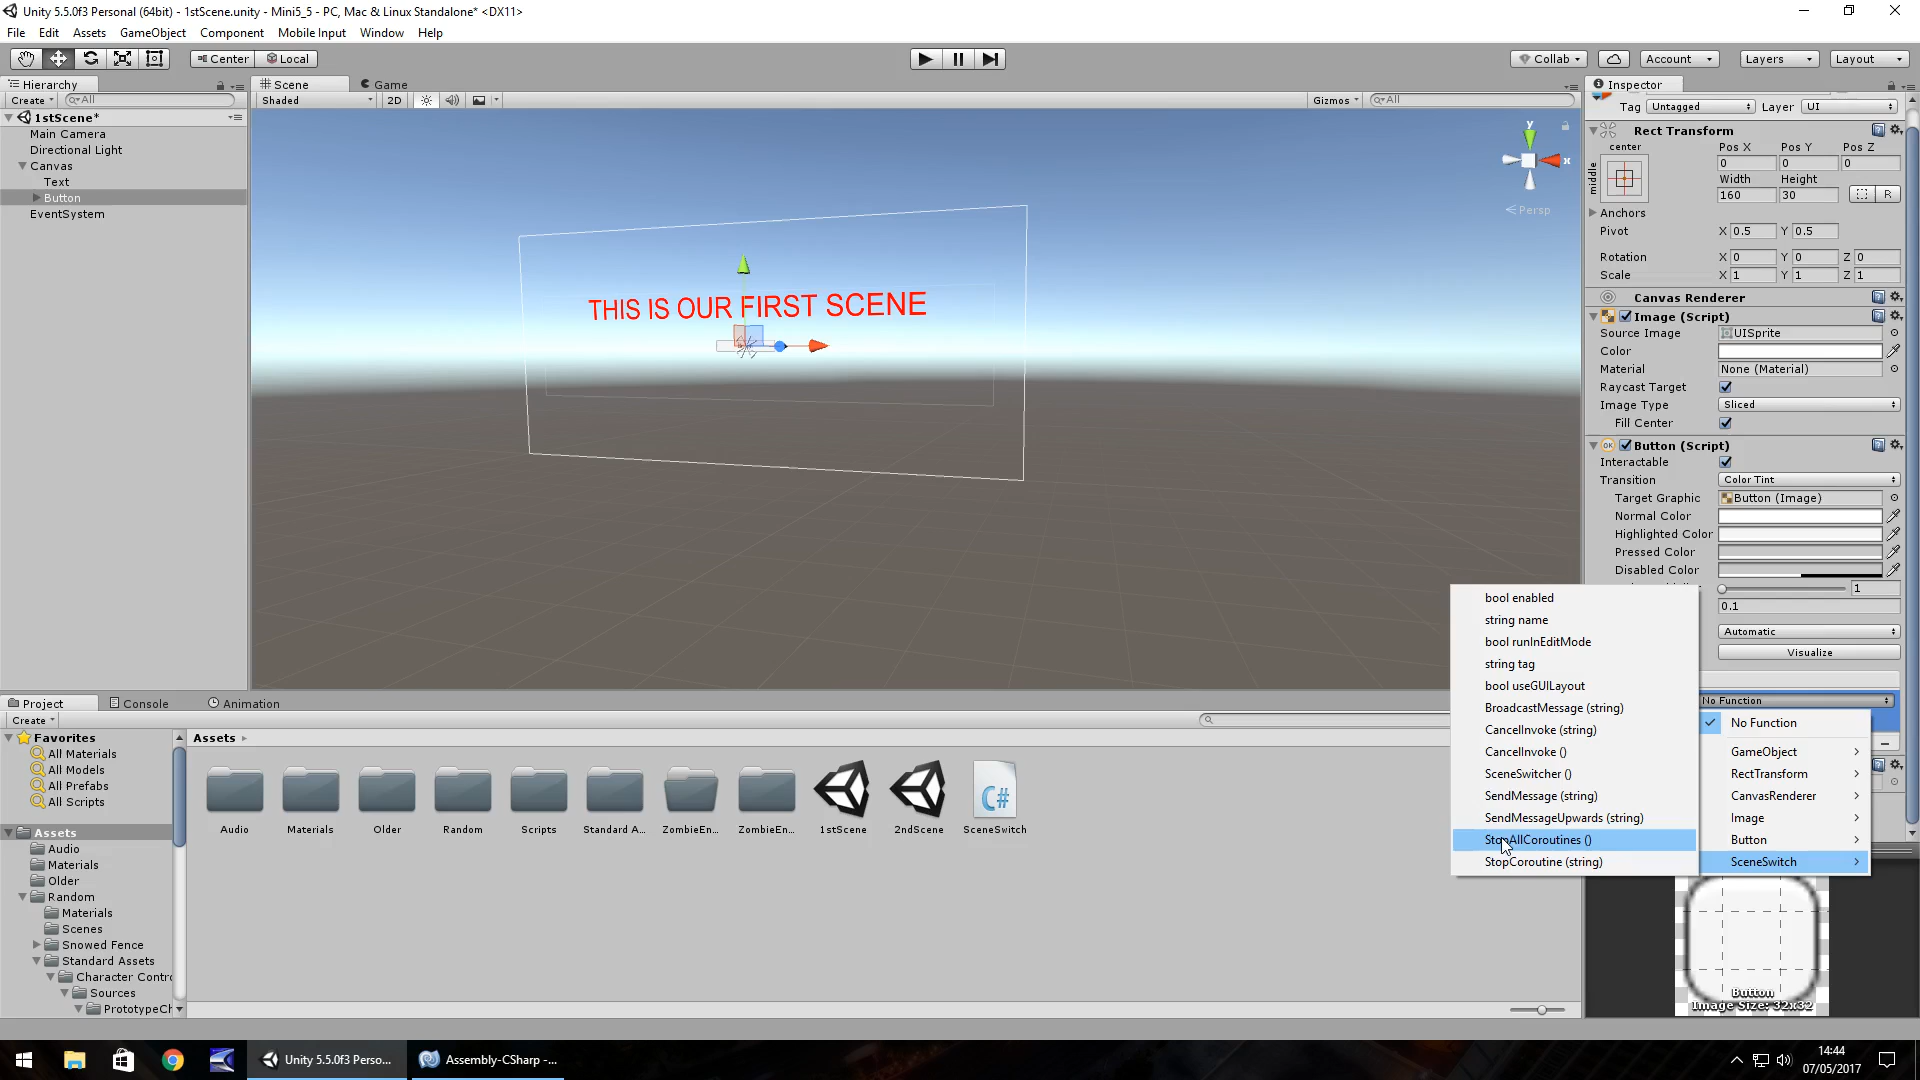 Unity 5.5.0f3 Personal (64bit) - 1stScene.unity - Mini5_5 - PC, Mac & Linux Standalone* <DX11>
File Edit Assets GameObject Component Mobile Input Window Help
Center Local
Collab Account Layers Layout
Hierarchy
Create All
1stScene*
Main Camera
Directional Light
Canvas
Text
Button
EventSystem
Scene Game
Shaded 2D Gizmos All
y
x
Persp
THIS IS OUR FIRST SCENE
Inspector
Tag Untagged Layer UI
Rect Transform
center Pos X Pos Y Pos Z
middle
0 0 0
Width Height
160 30 R
Anchors
Pivot X 0.5 Y 0.5
Rotation X 0 Y 0 Z 0
Scale X 1 Y 1 Z 1
Canvas Renderer
Image (Script)
Source Image UISprite
Color
Material None (Material)
Raycast Target
Image Type Sliced
Fill Center
OK Button (Script)
Interactable
Transition Color Tint
Target Graphic Button (Image)
Normal Color
Highlighted Color
Pressed Color
Disabled Color
1
0.1
Automatic
Visualize
No Function
No Function
GameObject
RectTransform
CanvasRenderer
Image
Button
SceneSwitch
bool enabled
string name
bool runInEditMode
string tag
bool useGUILayout
BroadcastMessage (string)
CancelInvoke (string)
CancelInvoke ()
SceneSwitcher ()
SendMessage (string)
SendMessageUpwards (string)
StopAllCoroutines ()
StopCoroutine (string)
Button
Image Size: 32x32
Project Console Animation
Create
Favorites
All Materials
All Models
All Prefabs
All Scripts
Assets
Audio
Materials
Older
Random
Materials
Scenes
Snowed Fence
Standard Assets
Character Contro
Sources
PrototypeCh
Assets
Audio Materials Older Random Scripts Standard A... ZombieEn... ZombieEn... 1stScene 2ndScene SceneSwitch
C#
Unity 5.5.0f3 Perso...
Assembly-CSharp -...
14:44
07/05/2017